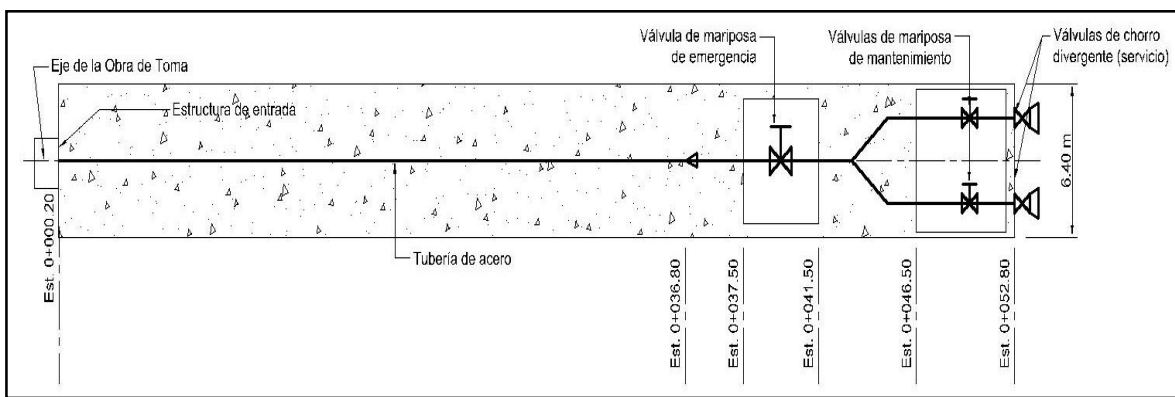 Válvula de mariposa
de emergencia
Válvulas de mariposa
de mantenimiento
Válvulas de chorro
divergente (servicio)
Eje de la Obra de Toma
Estructura de entrada
6.40 m
Tubería de acero
Est. 0+000.20
Est. 0+036.80
Est. 0+037.50
Est. 0+041.50
Est. 0+046.50
Est. 0+052.80